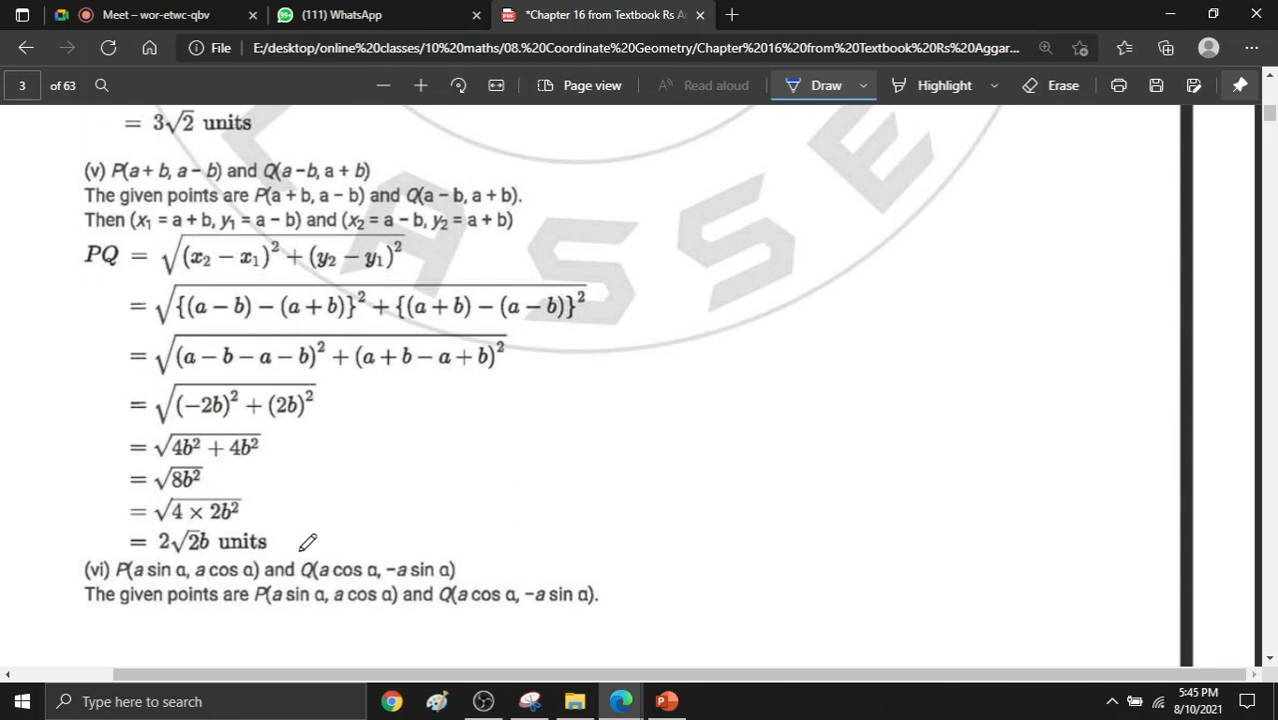 Meet – wor-etwc-qbv
(111) WhatsApp
*Chapter 16 from Textbook Rs Ag
File
E:/desktop/online%20classes/10%20maths/08.%20Coordinate%20Geometry/Chapter%2016%20from%20Textbook%20Rs%20Aggar...
3 of 63
Page view
Read aloud
Draw
Highlight
Erase
= 3√2 units
(v) P(a + b, a – b) and Q(a –b, a + b)
The given points are P(a + b, a – b) and Q(a – b, a + b).
Then (x₁ = a + b, y₁ = a – b) and (x₂ = a – b, y₂ = a + b)
PQ = √((x₂ − x₁)² + (y₂ − y₁)²)
= √({(a − b) − (a + b)}² + {(a + b) − (a − b)}²)
= √((a − b − a − b)² + (a + b − a + b)²)
= √((−2b)² + (2b)²)
= √(4b² + 4b²)
= √(8b²)
= √(4 × 2b²)
= 2√2b units
(vi) P(a sin α, a cos α) and Q(a cos α, –a sin α)
The given points are P(a sin α, a cos α) and Q(a cos α, –a sin α).
ASSE
Type here to search
5:45 PM
8/10/2021